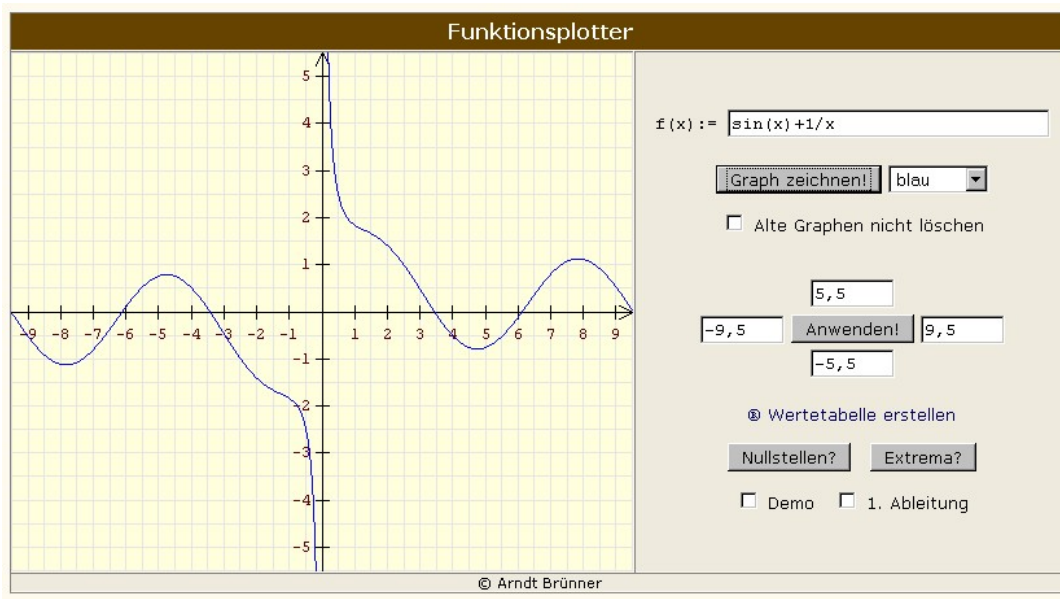 Funktionsplotter
5
4
3
2
1
-9 -8 -7 -6 -5 -4 -3 -2 -1 1 2 3 4 5 6 7 8 9
-1
-2
-3
-4
-5
f(x):= sin(x)+1/x
Graph zeichnen! blau
Alte Graphen nicht löschen
5,5
-9,5 Anwenden! 9,5
-5,5
Wertetabelle erstellen
Nullstellen? Extrema?
Demo 1. Ableitung
© Arndt Brünner